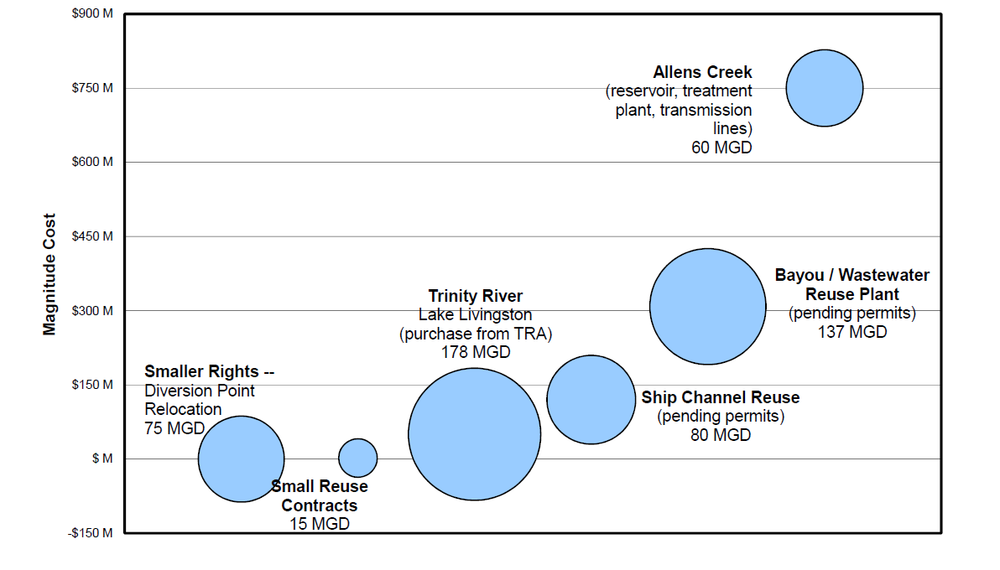 $900 M
$750 M
$600 M
$450 M
$300 M
$150 M
$ M
-$150 M
Magnitude Cost
Allens Creek
(reservoir, treatment
plant, transmission
lines)
60 MGD
Bayou / Wastewater
Reuse Plant
(pending permits)
137 MGD
Trinity River
Lake Livingston
(purchase from TRA)
178 MGD
Smaller Rights --
Diversion Point
Relocation
75 MGD
Ship Channel Reuse
(pending permits)
80 MGD
Small Reuse
Contracts
15 MGD